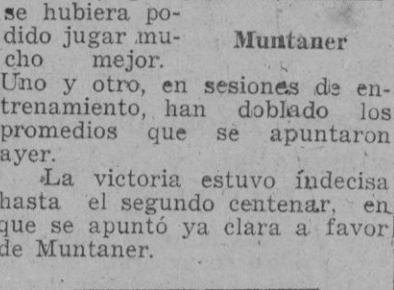 se hubiera po-
dido jugar mu-
cho mejor.
Muntaner
Uno y otro, en sesiones de en-
trenamiento, han doblado los
promedios que se apuntaron
ayer.
La victoria estuvo indecisa
hasta el segundo centenar, en
que se apuntó ya clara a favor
de Muntaner.